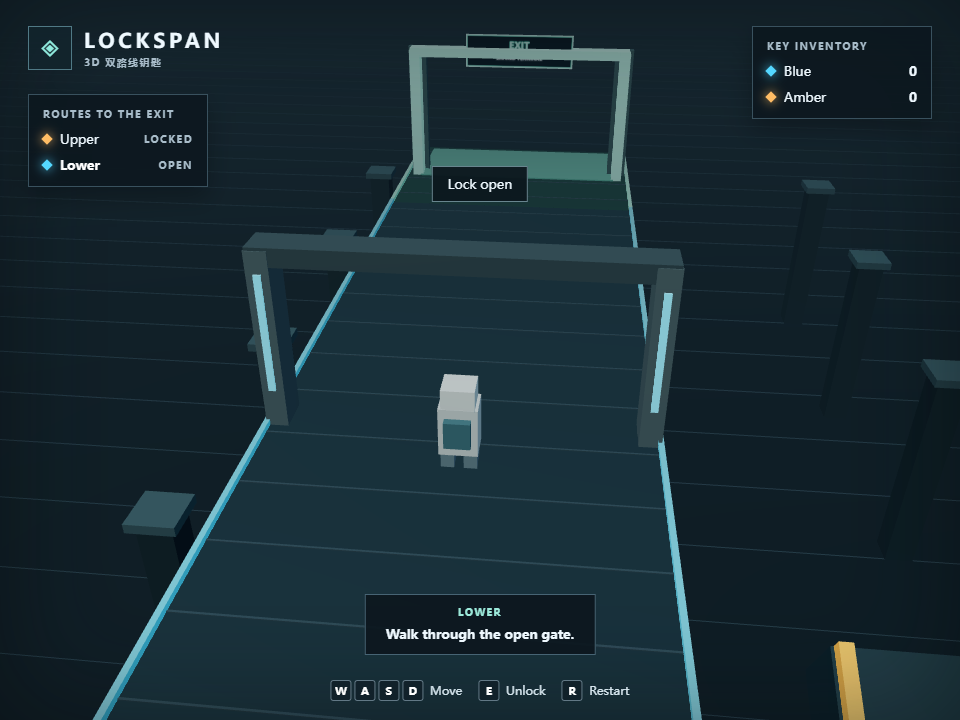 LOCKSPAN
3D 双路线钥匙
ROUTES TO THE EXIT
Upper LOCKED
Lower OPEN
EXIT
KEY INVENTORY
Blue 0
Amber 0
Lock open
LOWER
Walk through the open gate.
W A S D Move E Unlock R Restart